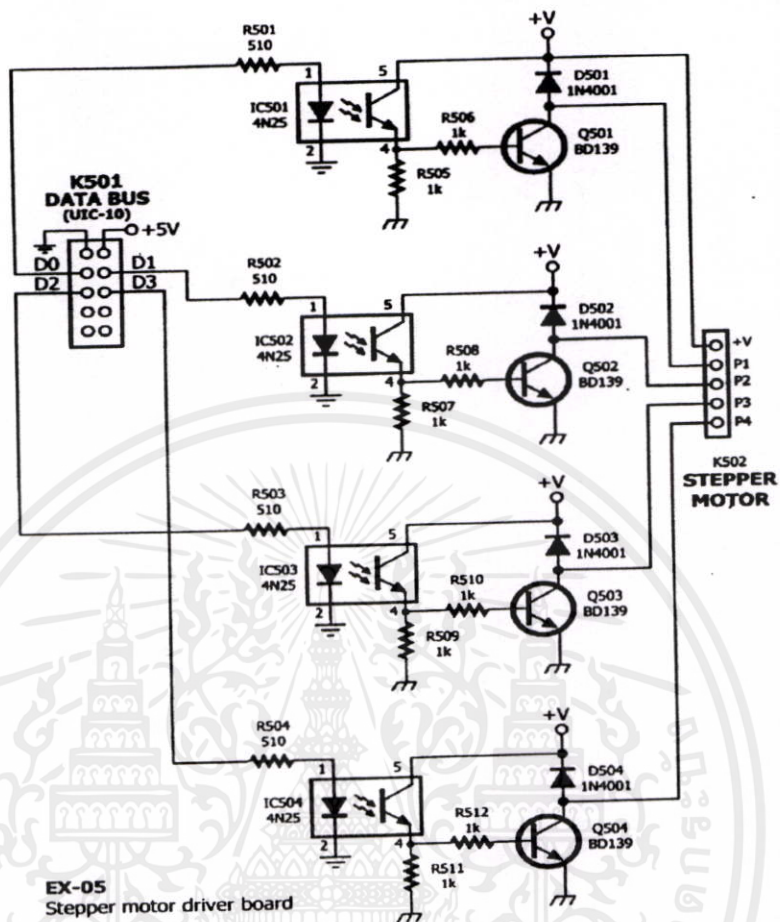 R501
510
+V
1
5
D501
1N4001
IC501
4N25
R506
1k
Q501
BD139
2
4
R505
1k
K501
DATA BUS
(UIC-10)
+5V
D0
D1
D2
D3
R502
510
+V
1
5
D502
1N4001
IC502
4N25
R508
1k
Q502
BD139
2
4
R507
1k
+V
P1
P2
P3
P4
K502
STEPPER
MOTOR
R503
510
+V
1
5
D503
1N4001
IC503
4N25
R510
1k
Q503
BD139
2
4
R509
1k
R504
510
+V
1
5
D504
1N4001
IC504
4N25
R512
1k
Q504
BD139
2
4
R511
1k
EX-05
Stepper motor driver board